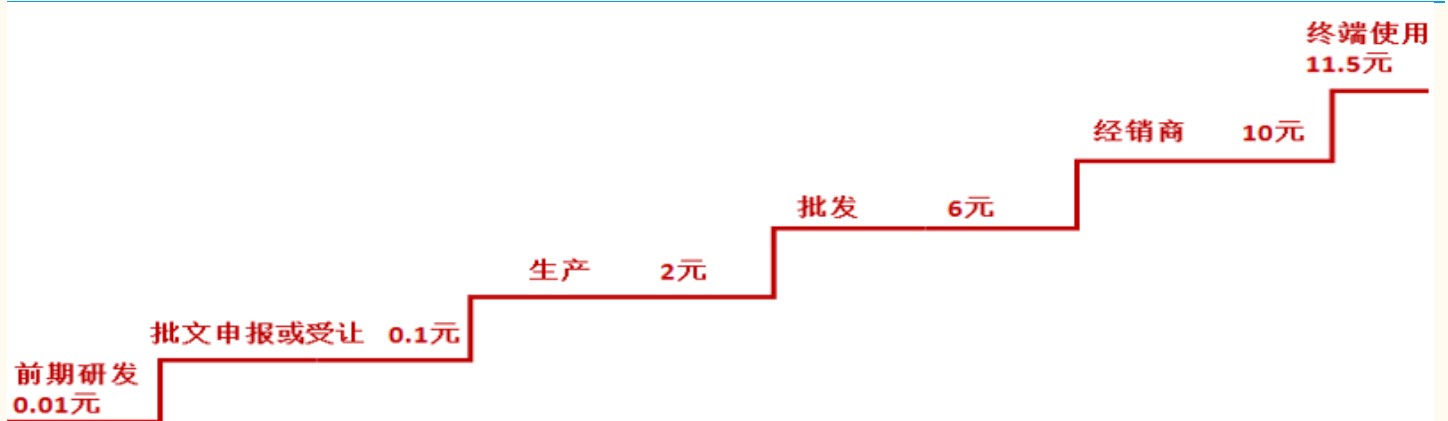 终端使用
11.5元
经销商 10元
批发 6元
生产 2元
批文申报或受让 0.1元
前期研发
0.01元